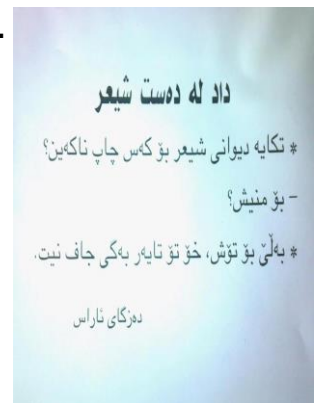 داد لە دەست شیعر
* تکایە دیوانی شیعر بۆ کەس چاپ ناکەین؟
- بۆ منیش؟
* بەڵێ بۆ تۆش، خۆ تۆ تایەر بەگی جاف نیت.
دەزگای ئاراس